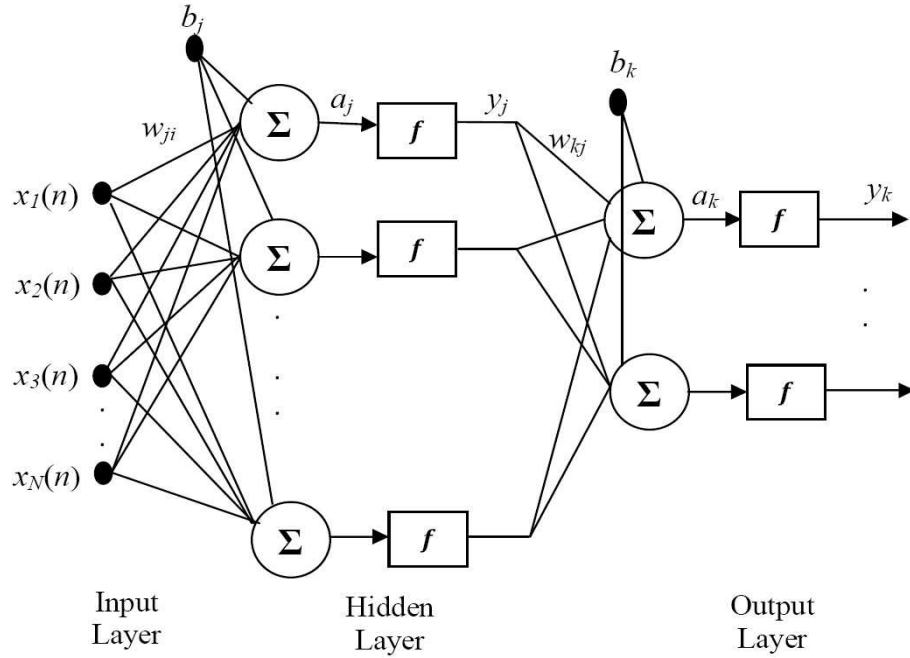 b_j
b_k
Σ
a_j
f
y_j
w_ji
w_kj
x_1(n)
Σ
a_k
f
y_k
Σ
f
x_2(n)
x_3(n)
Σ
f
x_N(n)
Σ
f
Input
Layer
Hidden
Layer
Output
Layer